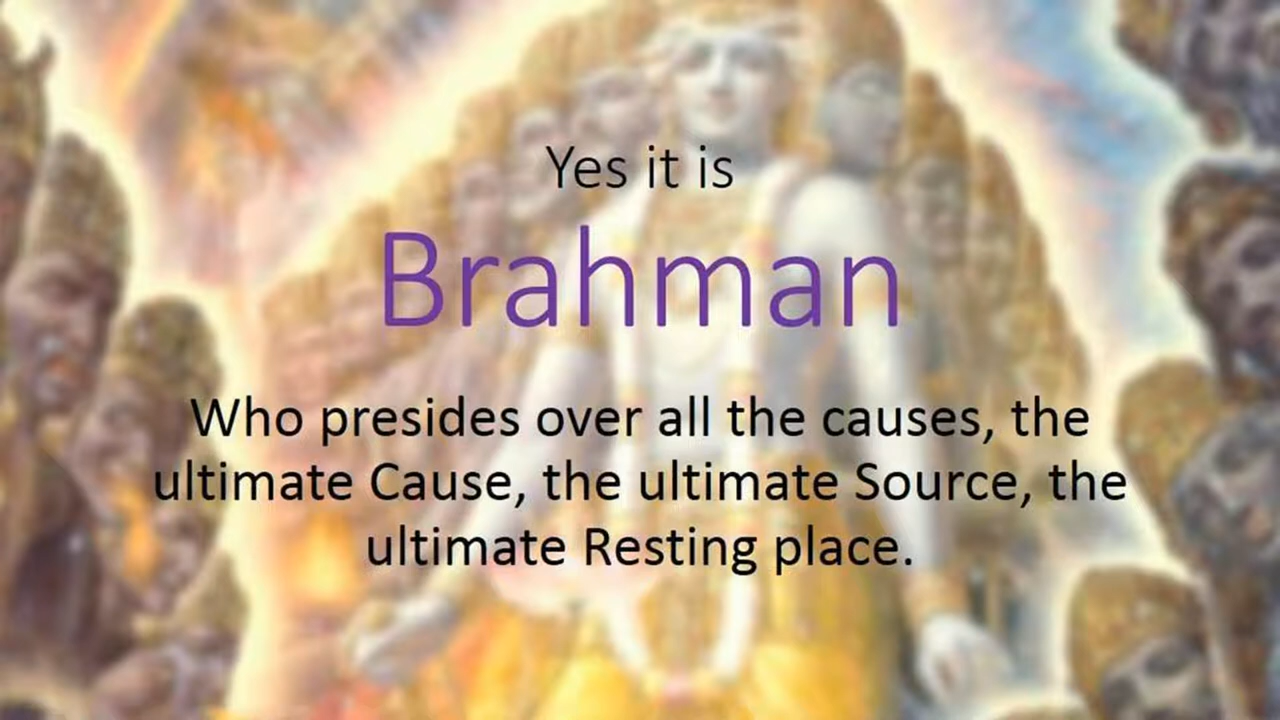 Yes it is
Brahman
Who presides over all the causes, the
ultimate Cause, the ultimate Source, the
ultimate Resting place.